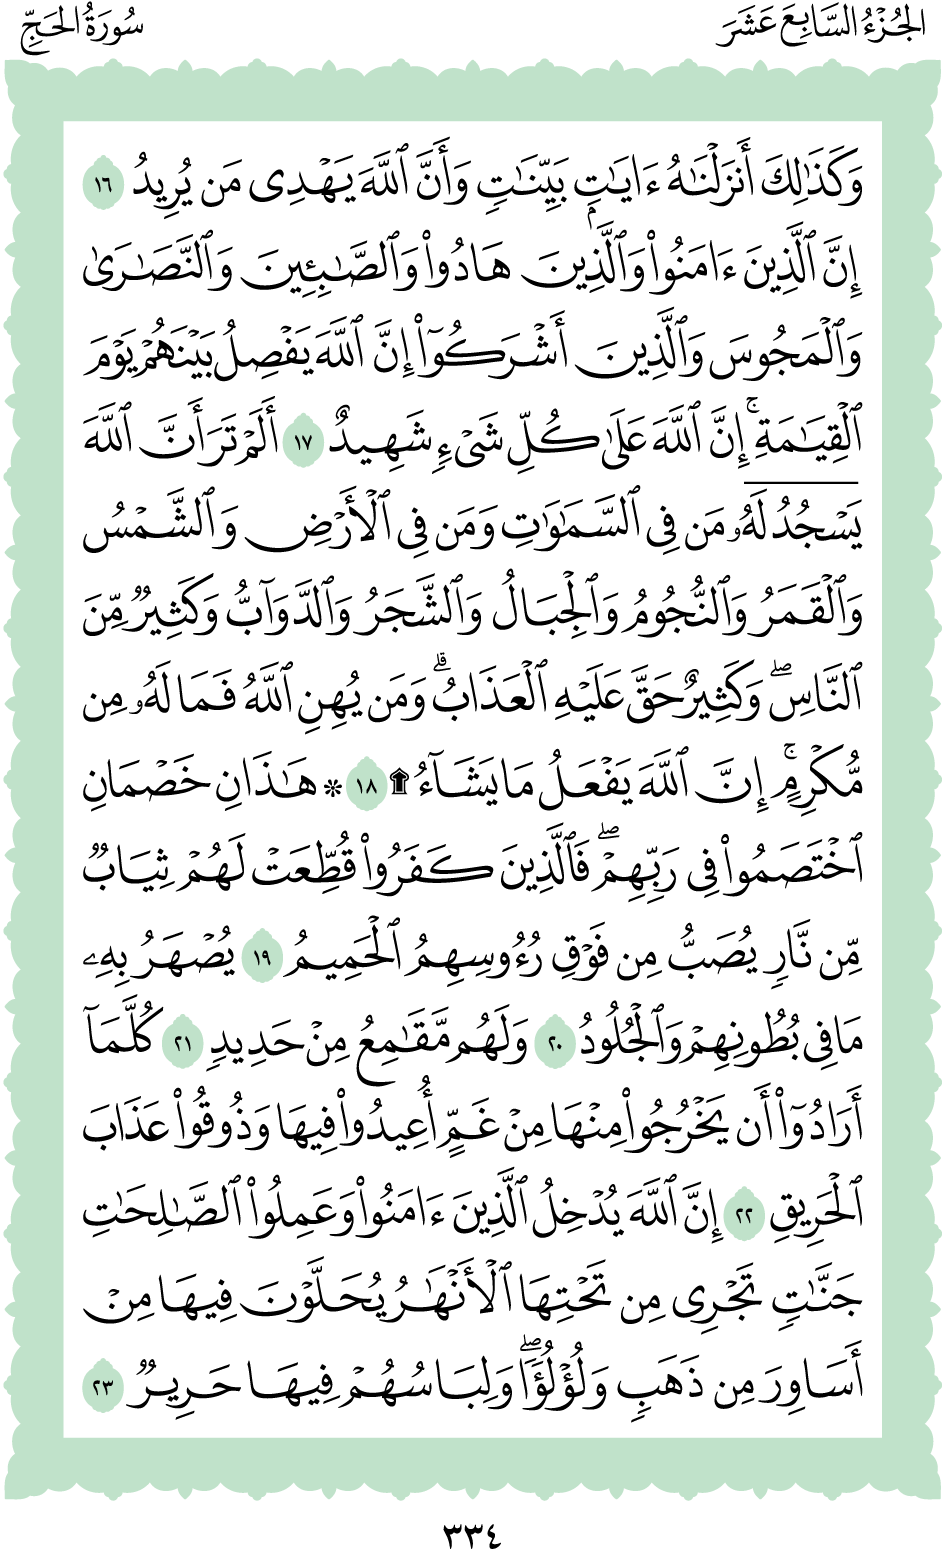 الجُزْءُ السَّابِعَ عَشَرَ
سُورَةُ الحَجِّ
وَكَذَٰلِكَ أَنزَلْنَٰهُ ءَايَٰتٍۭ بَيِّنَٰتٍ وَأَنَّ ٱللَّهَ يَهْدِى مَن يُرِيدُ ١٦
إِنَّ ٱلَّذِينَ ءَامَنُوا۟ وَٱلَّذِينَ هَادُوا۟ وَٱلصَّٰبِـِٔينَ وَٱلنَّصَٰرَىٰ
وَٱلْمَجُوسَ وَٱلَّذِينَ أَشْرَكُوٓا۟ إِنَّ ٱللَّهَ يَفْصِلُ بَيْنَهُمْ يَوْمَ
ٱلْقِيَٰمَةِ ۚ إِنَّ ٱللَّهَ عَلَىٰ كُلِّ شَىْءٍ شَهِيدٌ ١٧ أَلَمْ تَرَ أَنَّ ٱللَّهَ
يَسْجُدُ لَهُۥ مَن فِى ٱلسَّمَٰوَٰتِ وَمَن فِى ٱلْأَرْضِ وَٱلشَّمْسُ
وَٱلْقَمَرُ وَٱلنُّجُومُ وَٱلْجِبَالُ وَٱلشَّجَرُ وَٱلدَّوَآبُّ وَكَثِيرٌ مِّنَ
ٱلنَّاسِ ۖ وَكَثِيرٌ حَقَّ عَلَيْهِ ٱلْعَذَابُ ۗ وَمَن يُهِنِ ٱللَّهُ فَمَا لَهُۥ مِن
مُّكْرِمٍ ۚ إِنَّ ٱللَّهَ يَفْعَلُ مَا يَشَآءُ ۩ ١٨ ۞ هَٰذَانِ خَصْمَانِ
ٱخْتَصَمُوا۟ فِى رَبِّهِمْ ۖ فَٱلَّذِينَ كَفَرُوا۟ قُطِّعَتْ لَهُمْ ثِيَابٌ
مِّن نَّارٍ يُصَبُّ مِن فَوْقِ رُءُوسِهِمُ ٱلْحَمِيمُ ١٩ يُصْهَرُ بِهِۦ
مَا فِى بُطُونِهِمْ وَٱلْجُلُودُ ٢٠ وَلَهُم مَّقَٰمِعُ مِنْ حَدِيدٍ ٢١ كُلَّمَآ
أَرَادُوٓا۟ أَن يَخْرُجُوا۟ مِنْهَا مِنْ غَمٍّ أُعِيدُوا۟ فِيهَا وَذُوقُوا۟ عَذَابَ
ٱلْحَرِيقِ ٢٢ إِنَّ ٱللَّهَ يُدْخِلُ ٱلَّذِينَ ءَامَنُوا۟ وَعَمِلُوا۟ ٱلصَّٰلِحَٰتِ
جَنَّٰتٍ تَجْرِى مِن تَحْتِهَا ٱلْأَنْهَٰرُ يُحَلَّوْنَ فِيهَا مِنْ
أَسَاوِرَ مِن ذَهَبٍ وَلُؤْلُؤًا ۖ وَلِبَاسُهُمْ فِيهَا حَرِيرٌ ٢٣
٣٣٤